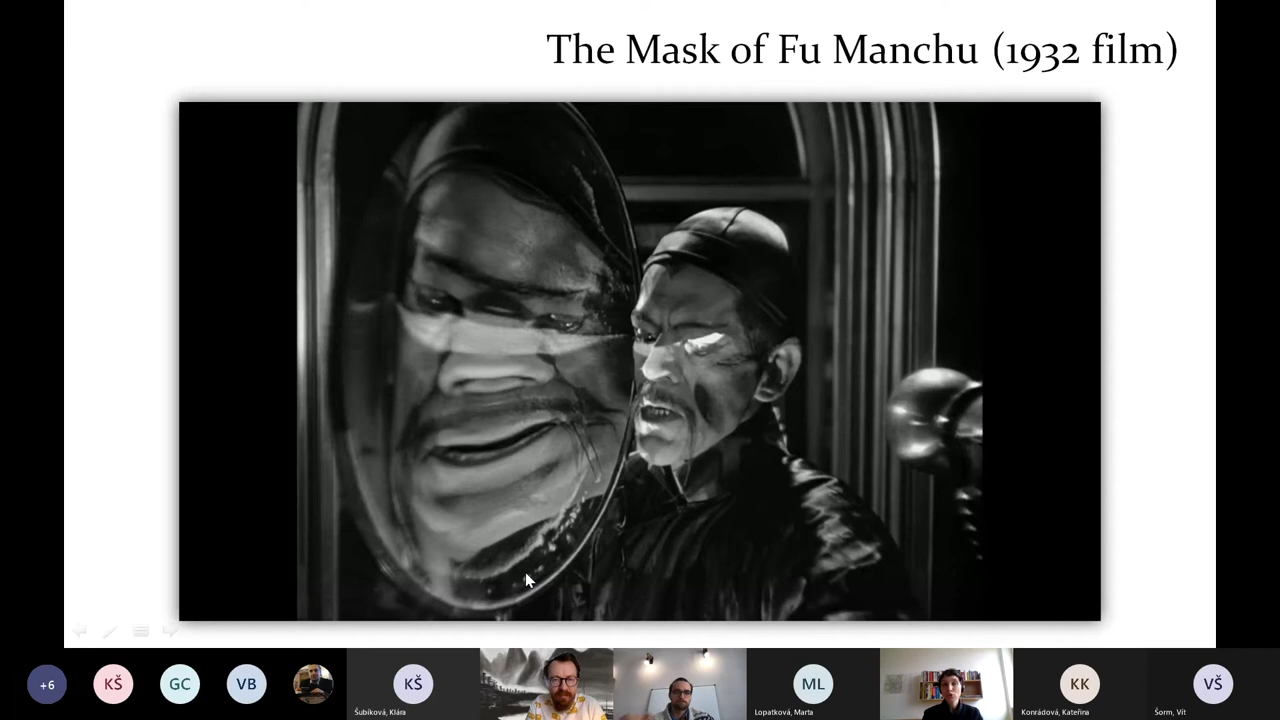 The Mask of Fu Manchu (1932 film)
+6
KŠ
GC
VB
KŠ
Šubíková, Klára
ML
Lopatková, Marta
KK
Konrádová, Kateřina
VŠ
Šorm, Vít